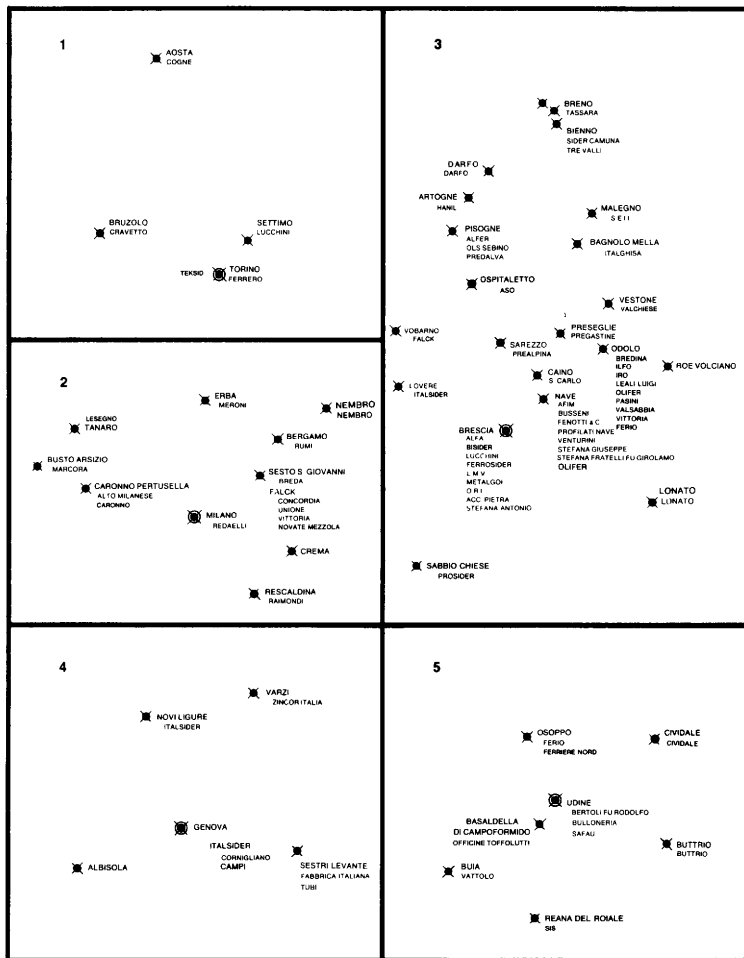 1
AOSTA
COGNE
BRUZOLO
CRAVETTO
SETTIMO
LUCCHINI
TEKSID
TORINO
FERRERO
2
ERBA
MERONI
NEMBRO
NEMBRO
LESEGNO
TANARO
BERGAMO
RUMI
BUSTO ARSIZIO
MARCORA
SESTO S. GIOVANNI
BREDA
FALCK
CONCORDIA
UNIONE
VITTORIA
NOVATE MEZZOLA
CARONNO PERTUSELLA
ALTO MILANESE
CARONNO
MILANO
REDAELLI
CREMA
RESCALDINA
RAIMONDI
3
BRENO
TASSARA
BIENNO
SIDER CAMUNA
TRE VALLI
DARFO
DARFO
ARTOGNE
HANIL
MALEGNO
PISOGNE
ALFER
OLS SEBINO
PREDALVA
BAGNOLO MELLA
ITALGHISA
OSPITALETTO
ASO
VESTONE
VALCHIESE
VOBARNO
FALCK
PRESEGLIE
PREGASTINE
SAREZZO
PREALPINA
ODOLO
BREDINA
ILFO
IRO
LEALI LUIGI
OLIFER
PASINI
VALSABBIA
VITTORIA
FERIO
ROE VOLCIANO
CAINO
S. CARLO
LOVERE
ITALSIDER
NAVE
AFIM
BUSSENI
FENOTTI & C
PROFILATI NAVE
VENTURINI
STEFANA GIUSEPPE
STEFANA FRATELLI FU GIROLAMO
OLIFER
BRESCIA
ALFA
BISIDER
LUCCHINI
FERROSIDER
L M V
METALGOI
O R I
ACC PIETRA
STEFANA ANTONIO
LONATO
LONATO
SABBIO CHIESE
PROSIDER
4
VARZI
ZINCOR ITALIA
NOVI LIGURE
ITALSIDER
GENOVA
ITALSIDER
CORNIGLIANO
CAMPI
SESTRI LEVANTE
FABBRICA ITALIANA
TUBI
ALBISOLA
5
OSOPPO
FERIO
FERRIERE NORD
CIVIDALE
CIVIDALE
UDINE
BERTOLI FU RODOLFO
BULLONERIA
SAFAU
BASALDELLA
DI CAMPOFORMIDO
OFFICINE TOFFOLUTTI
BUTTRIO
BUTTRIO
BUIA
VATTOLO
REANA DEL ROIALE
SIS